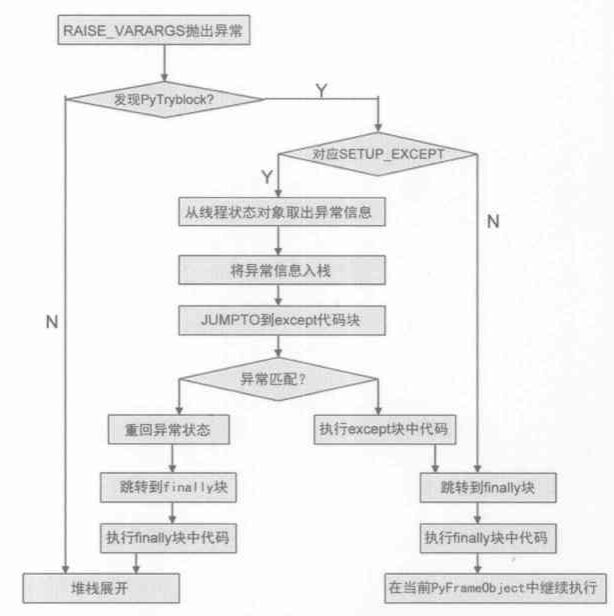 RAISE_VARARGS抛出异常
发现PyTryblock?
Y
对应SETUP_EXCEPT
Y
从线程状态对象取出异常信息
N
将异常信息入栈
N
JUMPTO到except代码块
异常匹配?
重回异常状态
执行except块中代码
跳转到finally块
跳转到finally块
执行finally块中代码
执行finally块中代码
堆栈展开
在当前PyFrameObject中继续执行